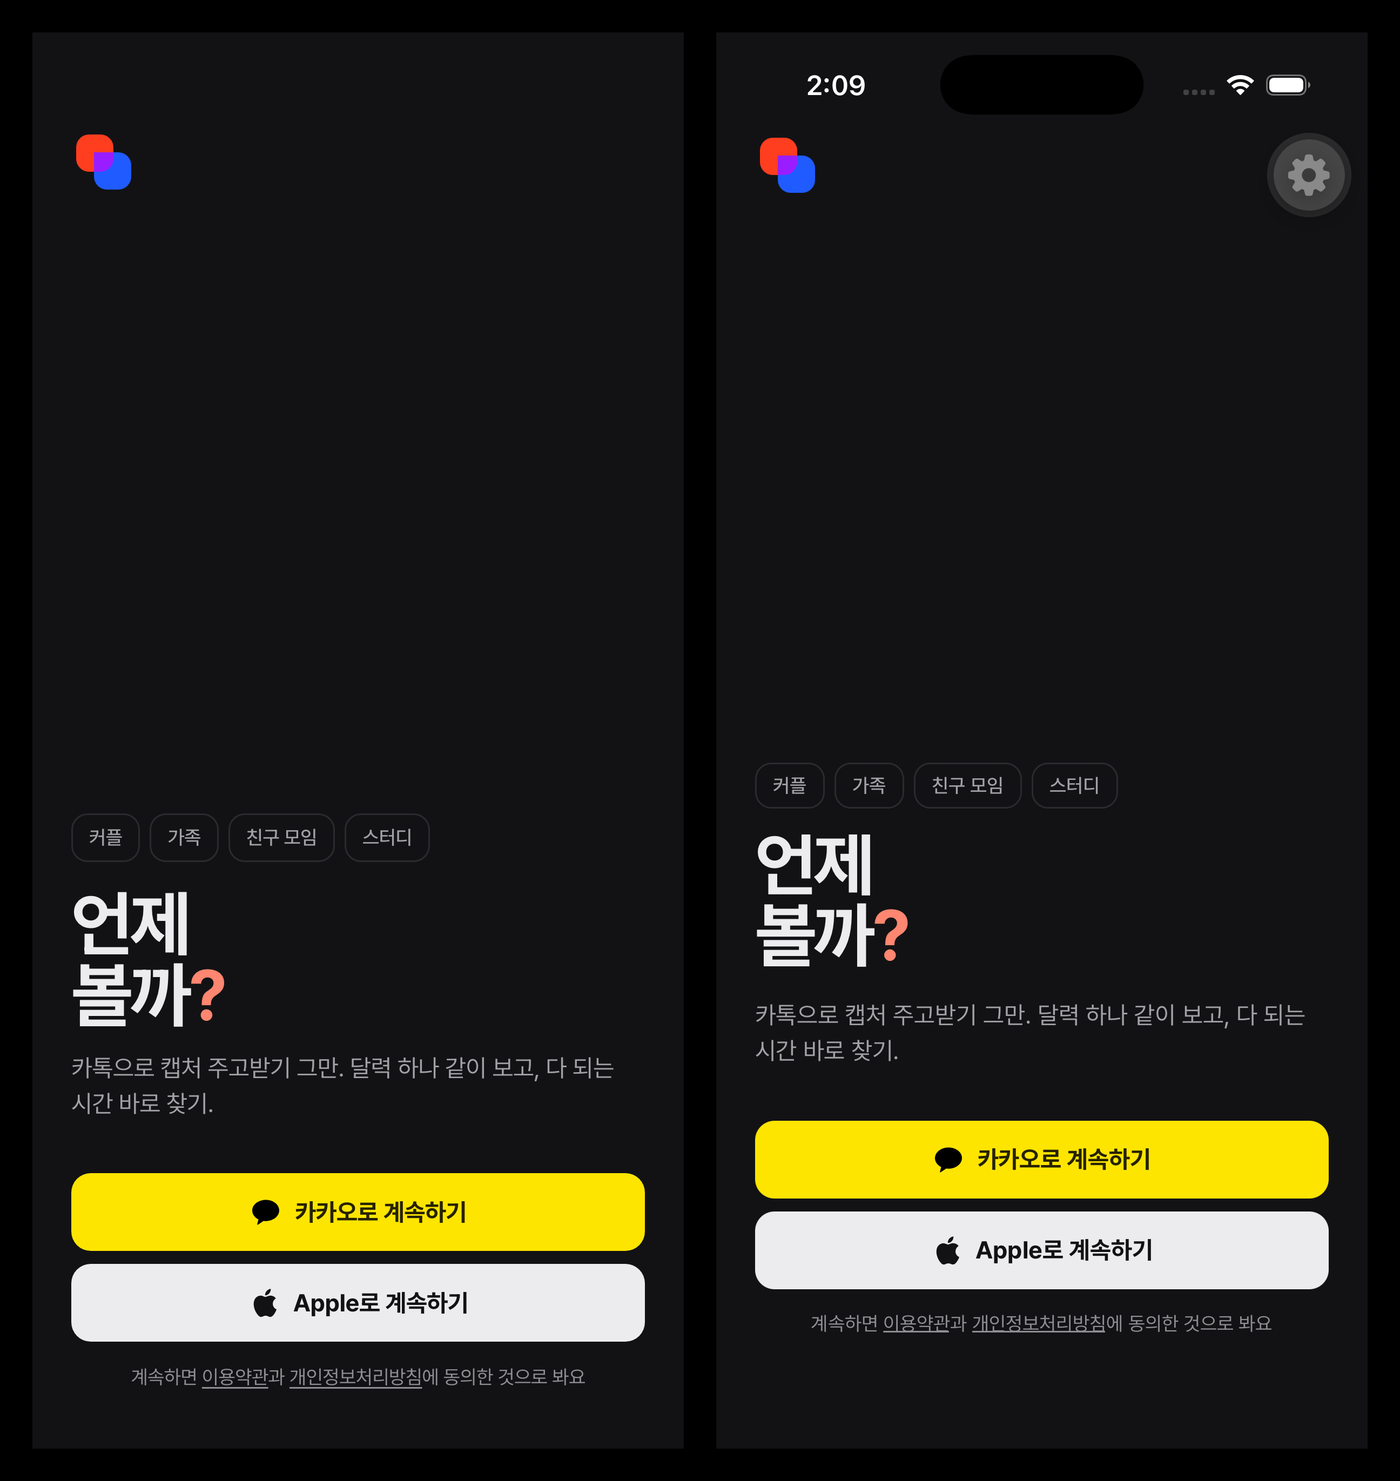 커플
가족
친구 모임
스터디
언제
볼까?
카톡으로 캡처 주고받기 그만. 달력 하나 같이 보고, 다 되는
시간 바로 찾기.
카카오로 계속하기
Apple로 계속하기
계속하면 이용약관과 개인정보처리방침에 동의한 것으로 봐요
2:09
커플
가족
친구 모임
스터디
언제
볼까?
카톡으로 캡처 주고받기 그만. 달력 하나 같이 보고, 다 되는
시간 바로 찾기.
카카오로 계속하기
Apple로 계속하기
계속하면 이용약관과 개인정보처리방침에 동의한 것으로 봐요